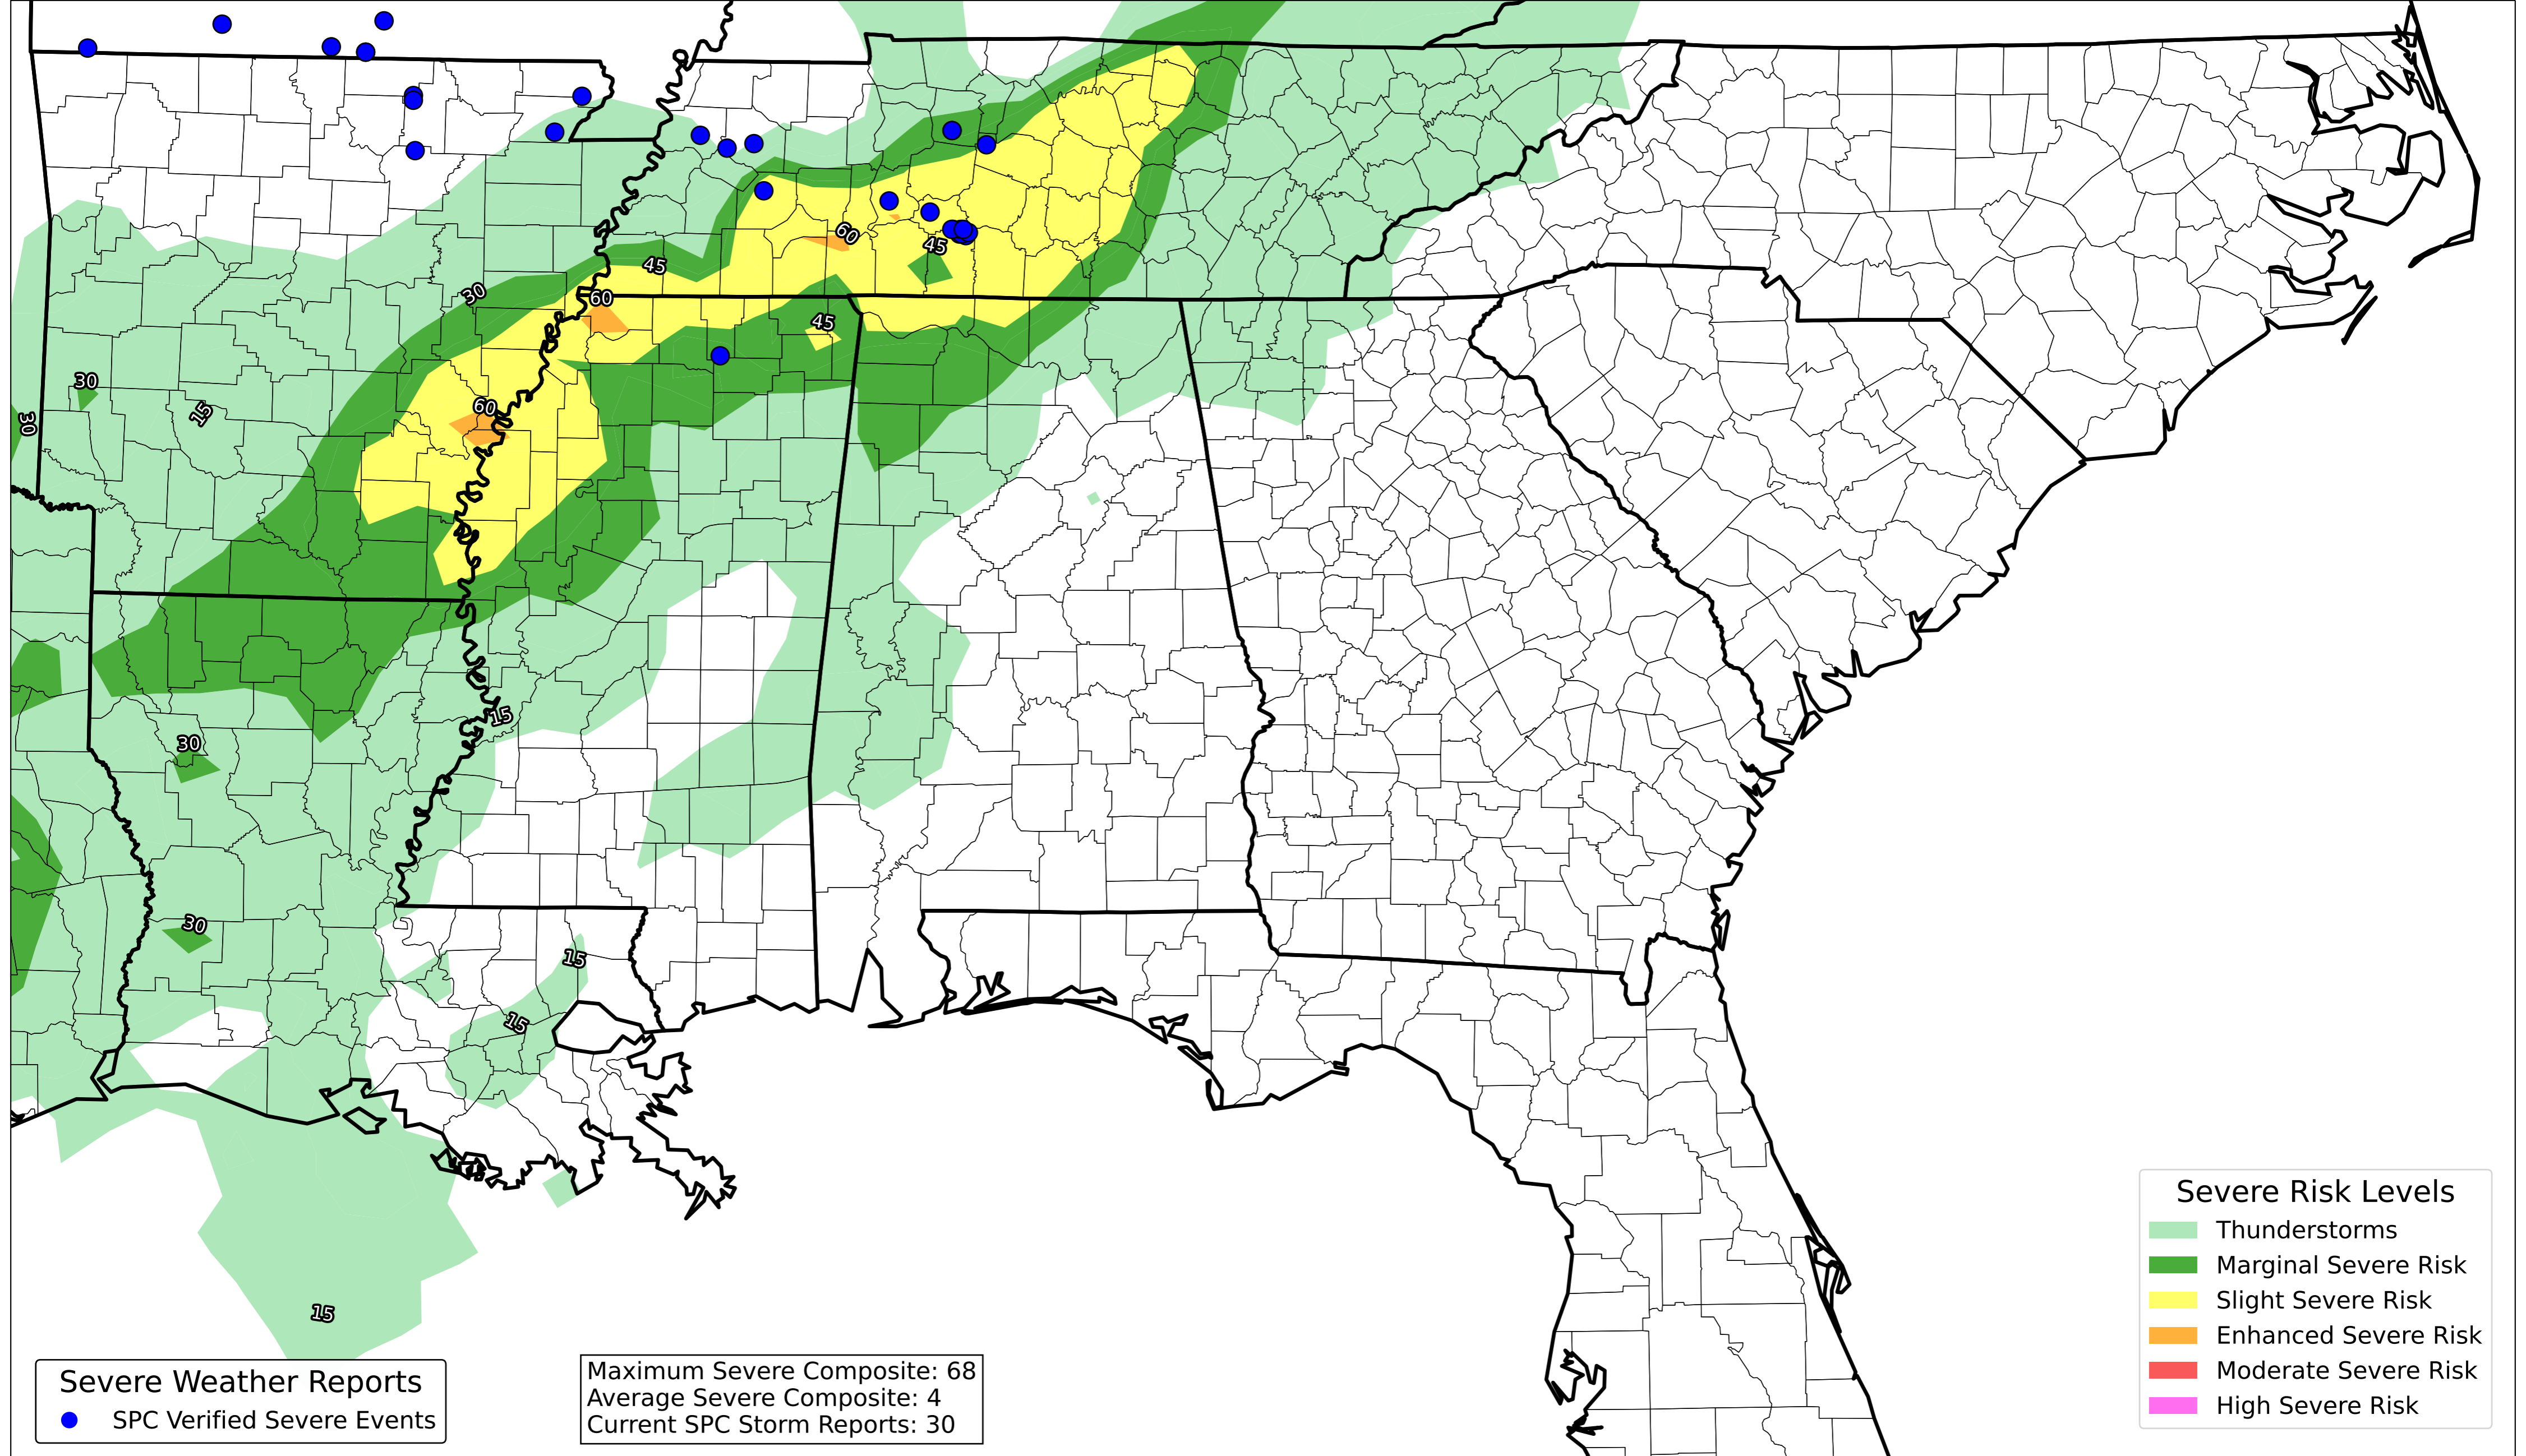 60
45
45
30
60
45
30
60
30
15
15
30
30
15
15
15
Severe Risk Levels
Thunderstorms
Marginal Severe Risk
Slight Severe Risk
Enhanced Severe Risk
Moderate Severe Risk
High Severe Risk
Severe Weather Reports
SPC Verified Severe Events
Maximum Severe Composite: 68
Average Severe Composite: 4
Current SPC Storm Reports: 30